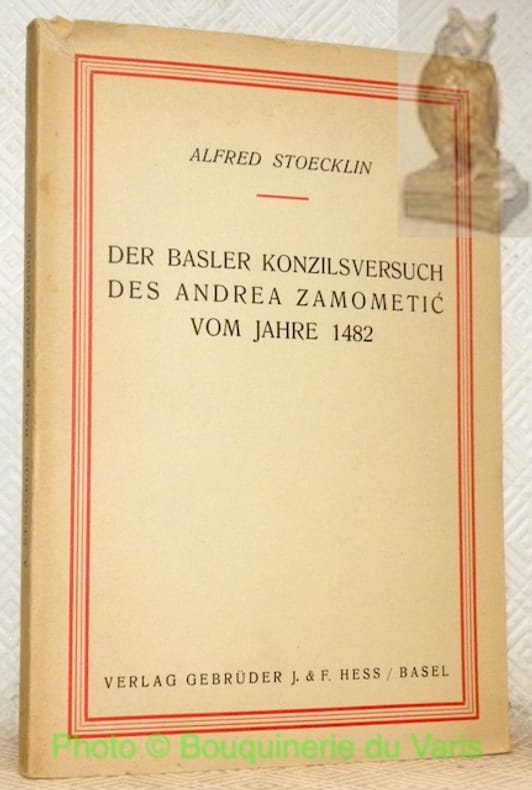 ALFRED STOECKLIN
DER BASLER KONZILSVERSUCH
DES ANDREA ZAMOMETIĆ
VOM JAHRE 1482
VERLAG GEBRÜDER J. & F. HESS / BASEL
Photo © Bouquinerie du Varis